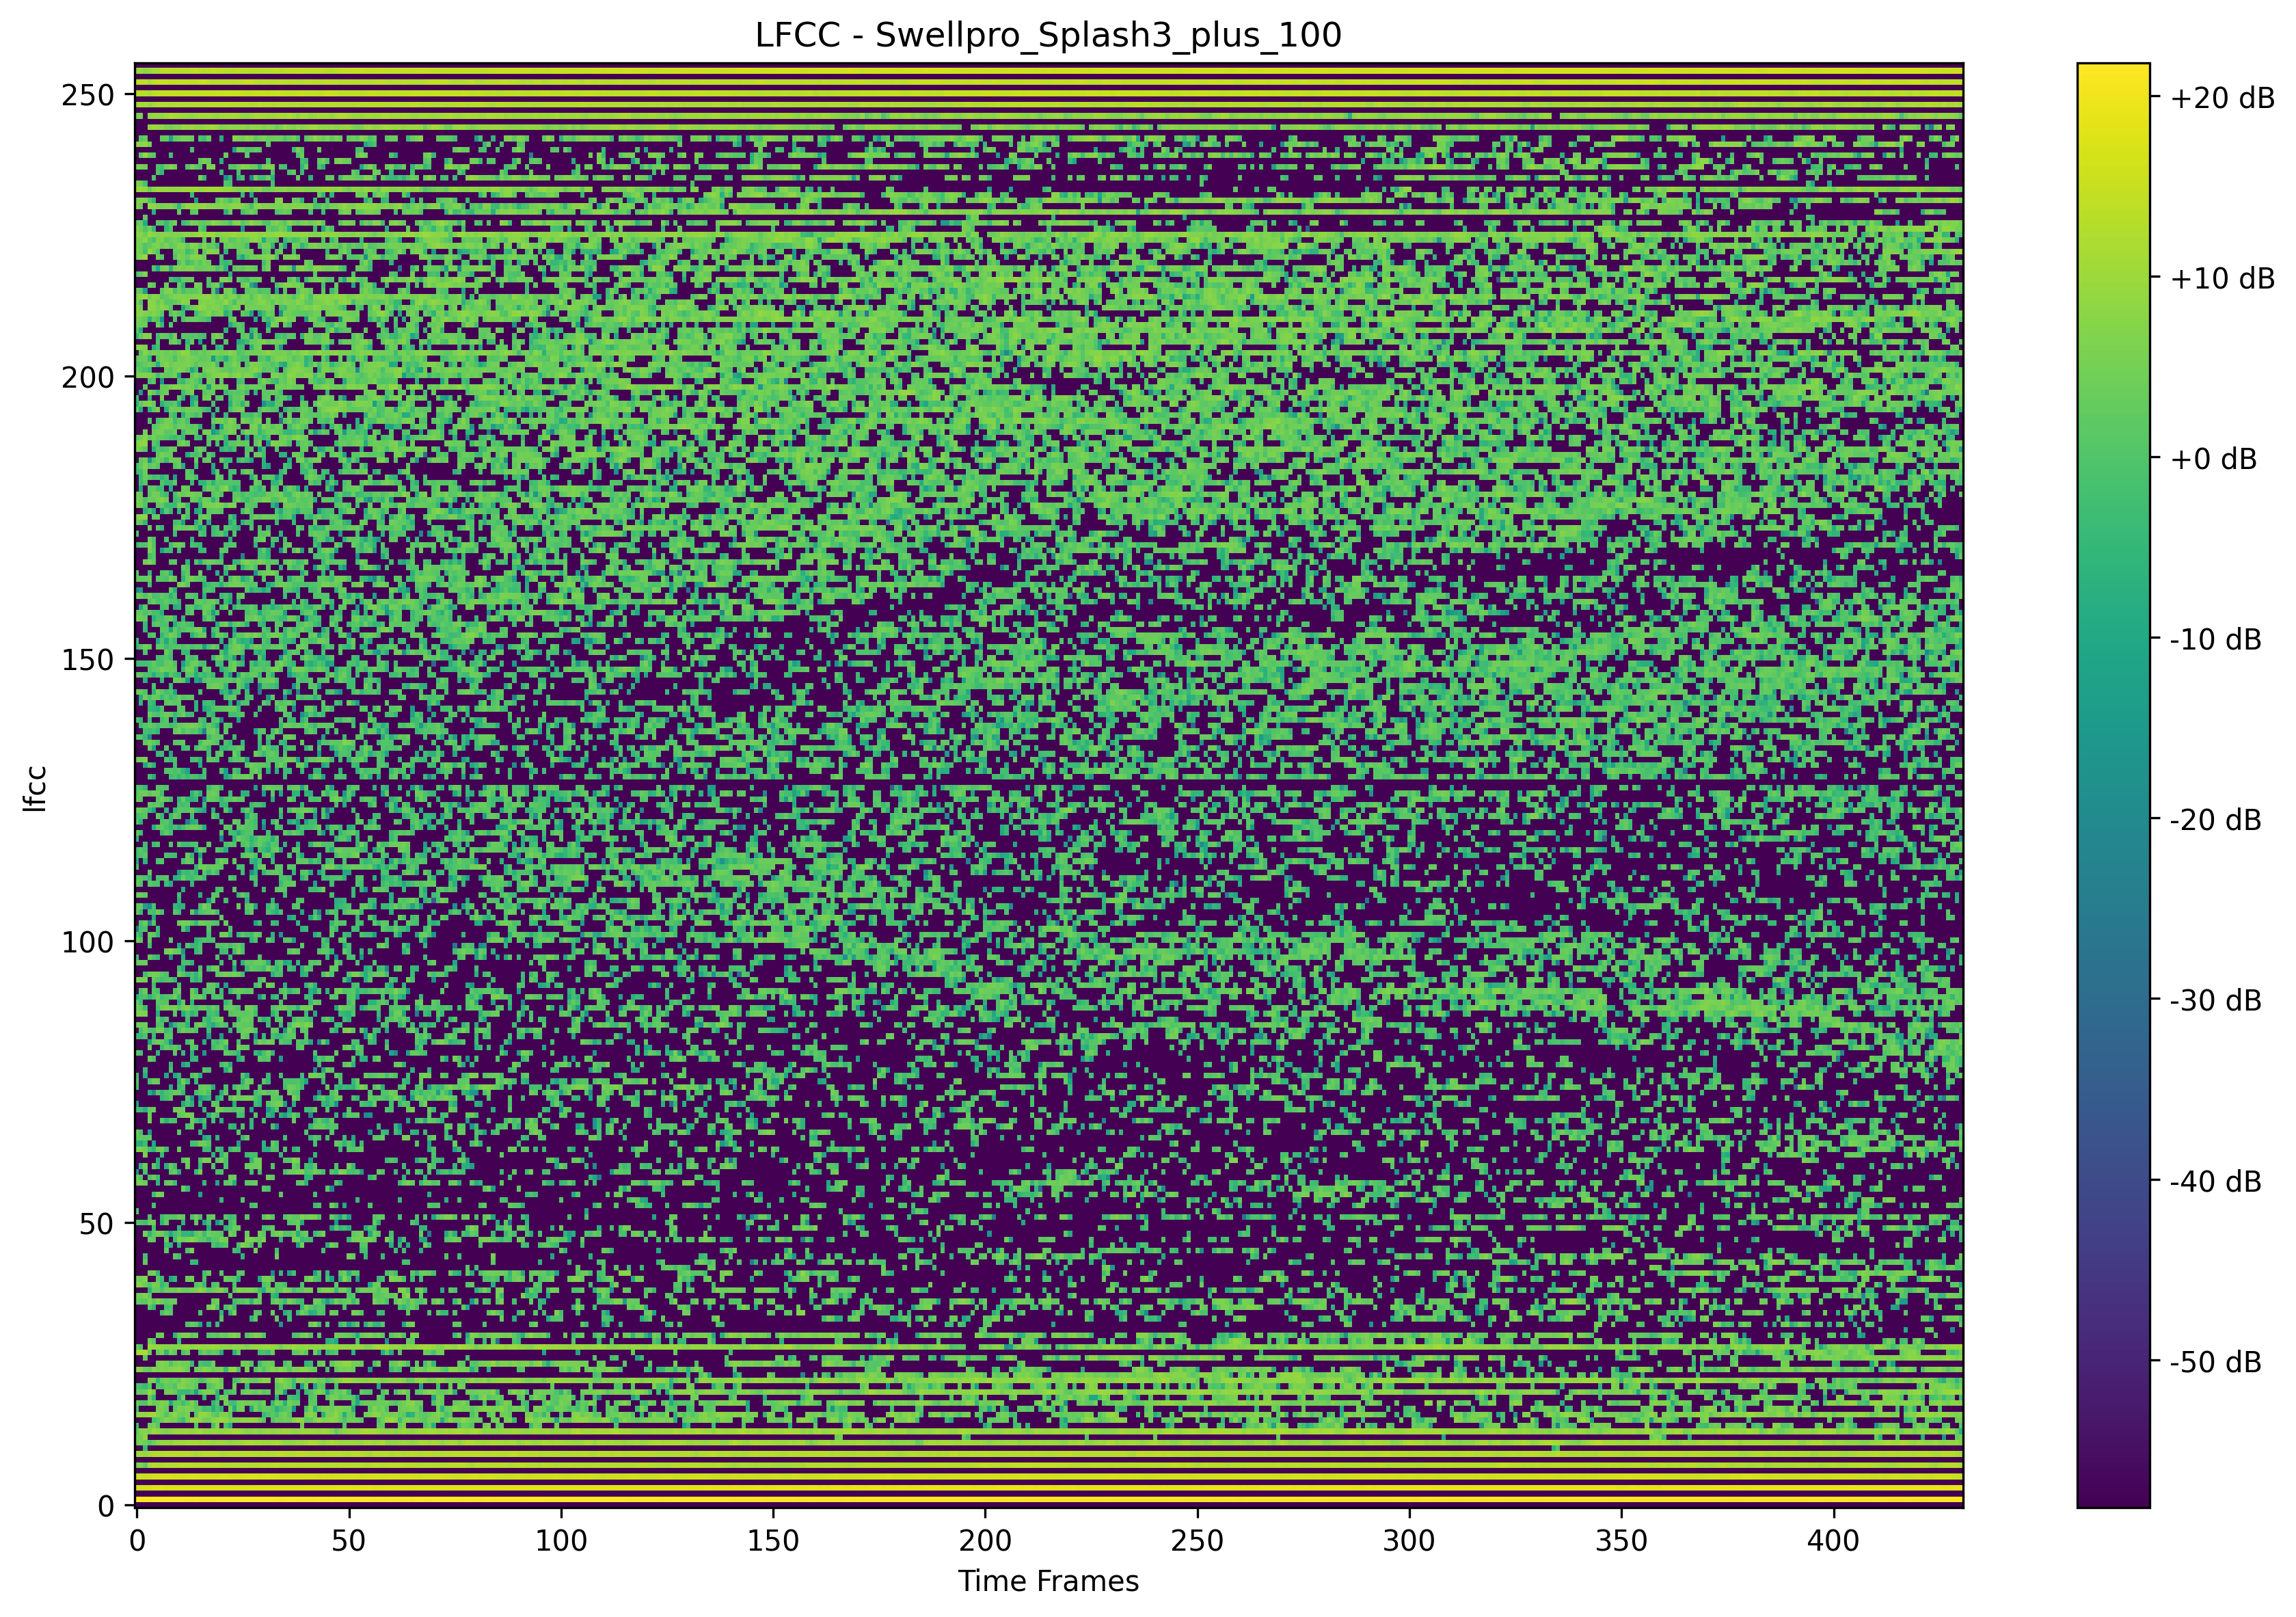 LFCC - Swellpro_Splash3_plus_100
250
200
150
100
50
0
lfcc
0 50 100 150 200 250 300 350 400
Time Frames
+20 dB
+10 dB
+0 dB
-10 dB
-20 dB
-30 dB
-40 dB
-50 dB